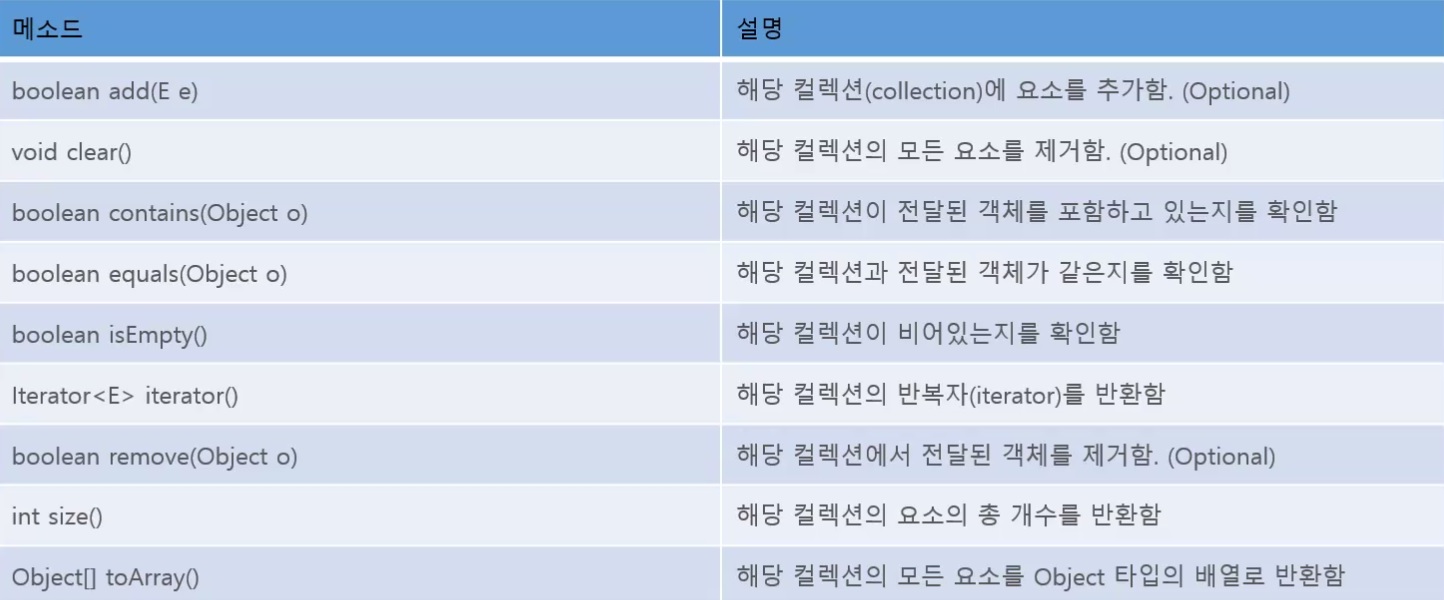 메소드 설명
boolean add(E e) 해당 컬렉션(collection)에 요소를 추가함. (Optional)
void clear() 해당 컬렉션의 모든 요소를 제거함. (Optional)
boolean contains(Object o) 해당 컬렉션이 전달된 객체를 포함하고 있는지를 확인함
boolean equals(Object o) 해당 컬렉션과 전달된 객체가 같은지를 확인함
boolean isEmpty() 해당 컬렉션이 비어있는지를 확인함
Iterator<E> iterator() 해당 컬렉션의 반복자(iterator)를 반환함
boolean remove(Object o) 해당 컬렉션에서 전달된 객체를 제거함. (Optional)
int size() 해당 컬렉션의 요소의 총 개수를 반환함
Object[] toArray() 해당 컬렉션의 모든 요소를 Object 타입의 배열로 반환함